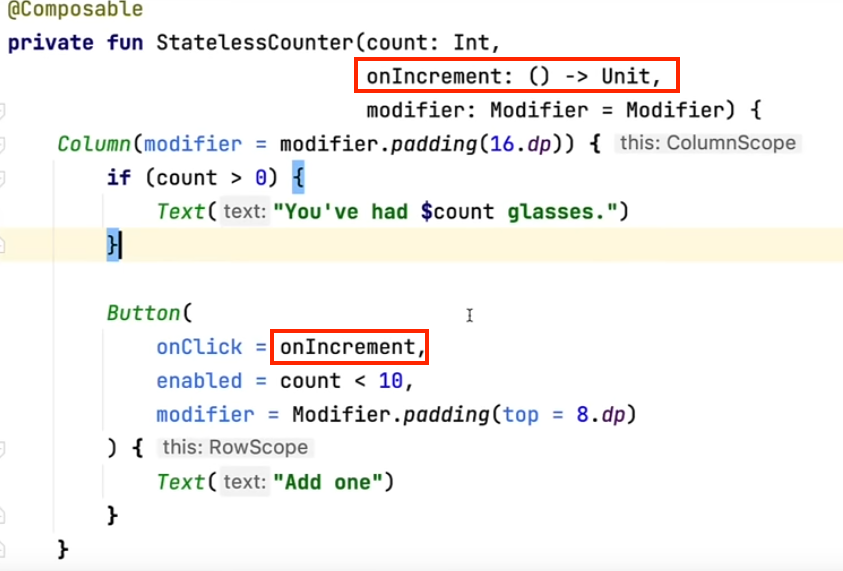 @Composable
private fun StatelessCounter(count: Int,
onIncrement: () -> Unit,
modifier: Modifier = Modifier) {
Column(modifier = modifier.padding(16.dp)) { this: ColumnScope
if (count > 0) {
Text( text: "You've had $count glasses.")
}
Button(
onClick = onIncrement,
enabled = count < 10,
modifier = Modifier.padding(top = 8.dp)
) { this: RowScope
Text( text: "Add one")
}
}